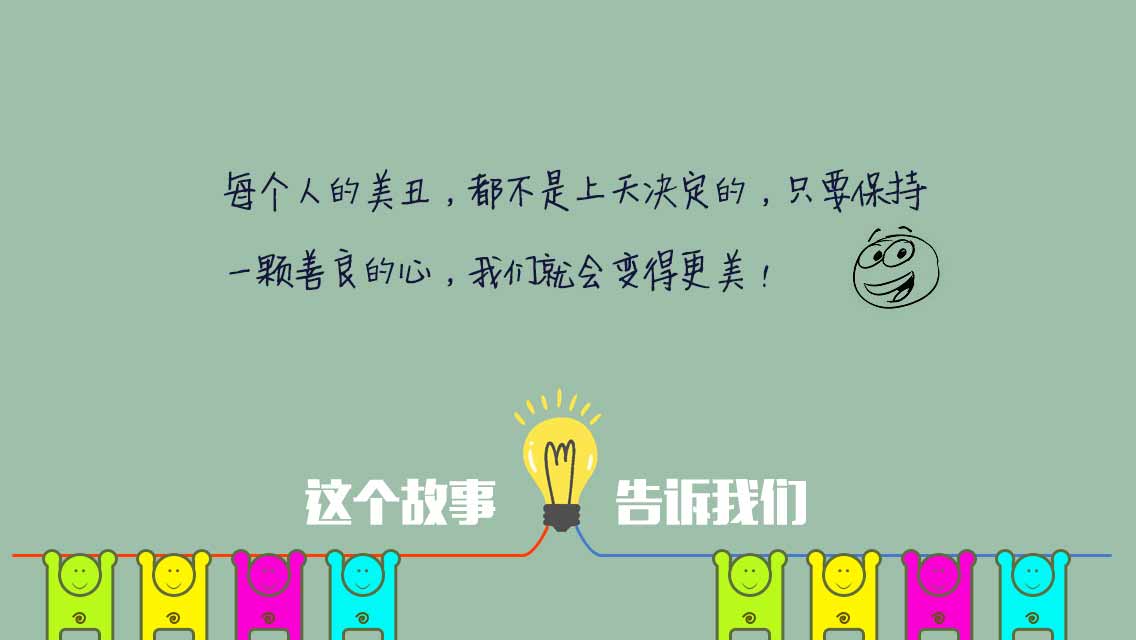 每个人的美丑，都不是上天决定的，只要保持
一颗善良的心，我们就会变得更美！
这个故事 告诉我们